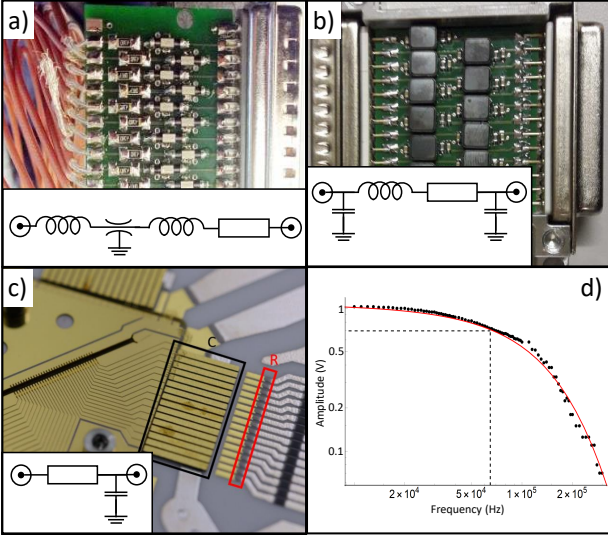 a)
b)
c)
C
R
d)
1
0.5
0.2
0.1
Amplitude (V)
2×10⁴
5×10⁴
1×10⁵
2×10⁵
Frequency (Hz)